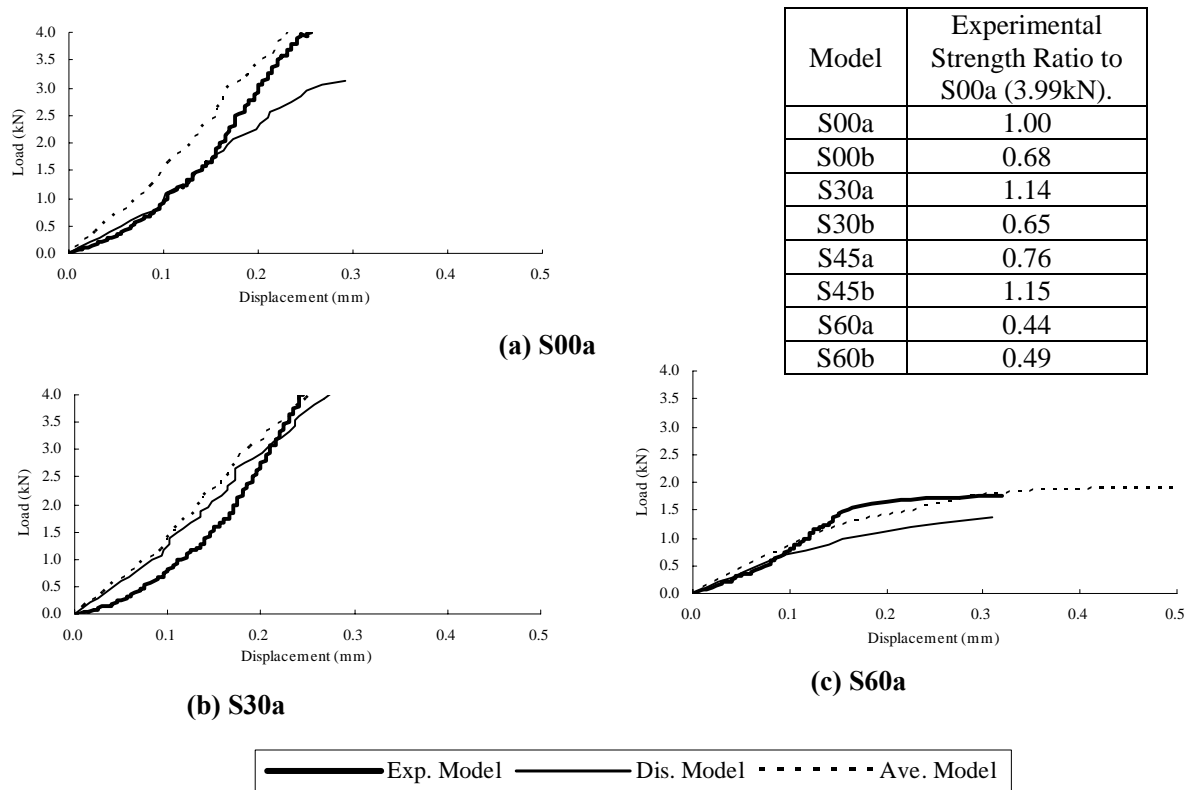 4.0
3.5
3.0
2.5
2.0
1.5
1.0
0.5
0.0
Load (kN)
0.0 0.1 0.2 0.3 0.4 0.5
Displacement (mm)
(a) S00a
Model Experimental Strength Ratio to S00a (3.99kN).
S00a 1.00
S00b 0.68
S30a 1.14
S30b 0.65
S45a 0.76
S45b 1.15
S60a 0.44
S60b 0.49
4.0
3.5
3.0
2.5
2.0
1.5
1.0
0.5
0.0
Load (kN)
0.0 0.1 0.2 0.3 0.4 0.5
Displacement (mm)
(b) S30a
4.0
3.5
3.0
2.5
2.0
1.5
1.0
0.5
0.0
Load (kN)
0.0 0.1 0.2 0.3 0.4 0.5
Displacement (mm)
(c) S60a
Exp. Model Dis. Model Ave. Model